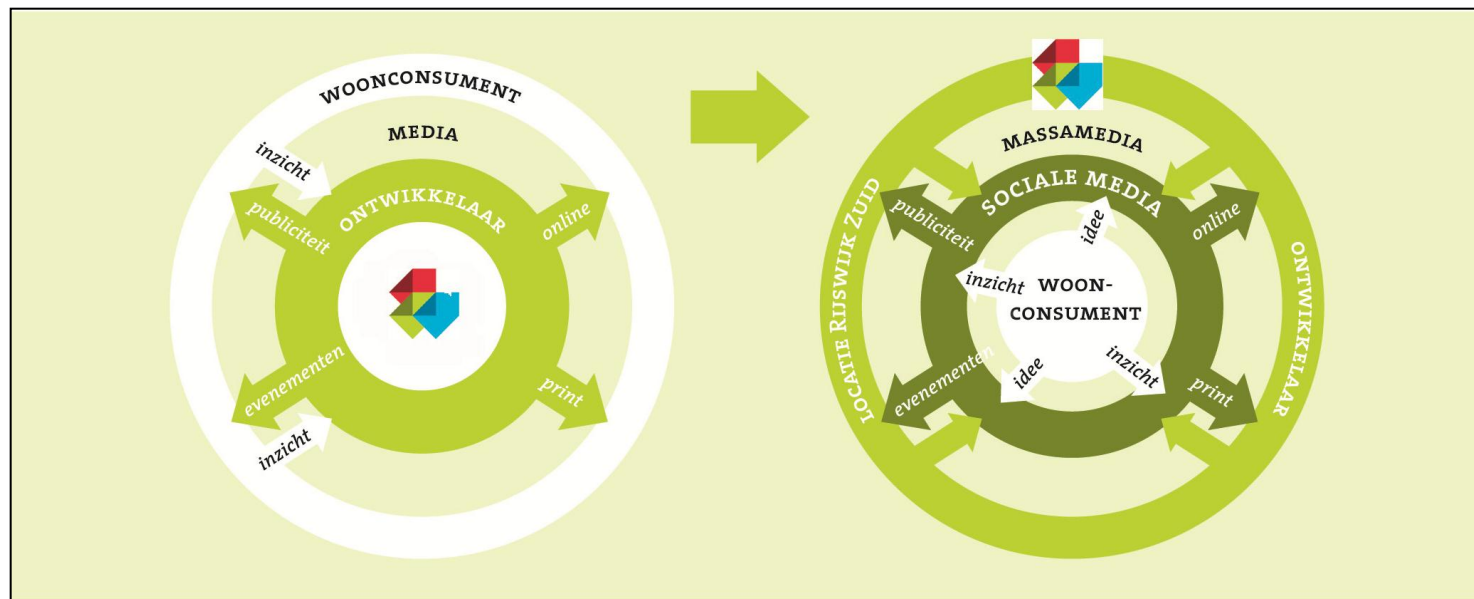 WOONCONSUMENT
MEDIA
inzicht
ONTWIKKELAAR
publiciteit
online
evenementen
print
inzicht
MASSAMEDIA
SOCIALE MEDIA
LOCATIE RIJSWIJK ZUID
publiciteit
idee
online
inzicht
WOON-
CONSUMENT
ONTWIKKELAAR
evenementen
idee
inzicht
print